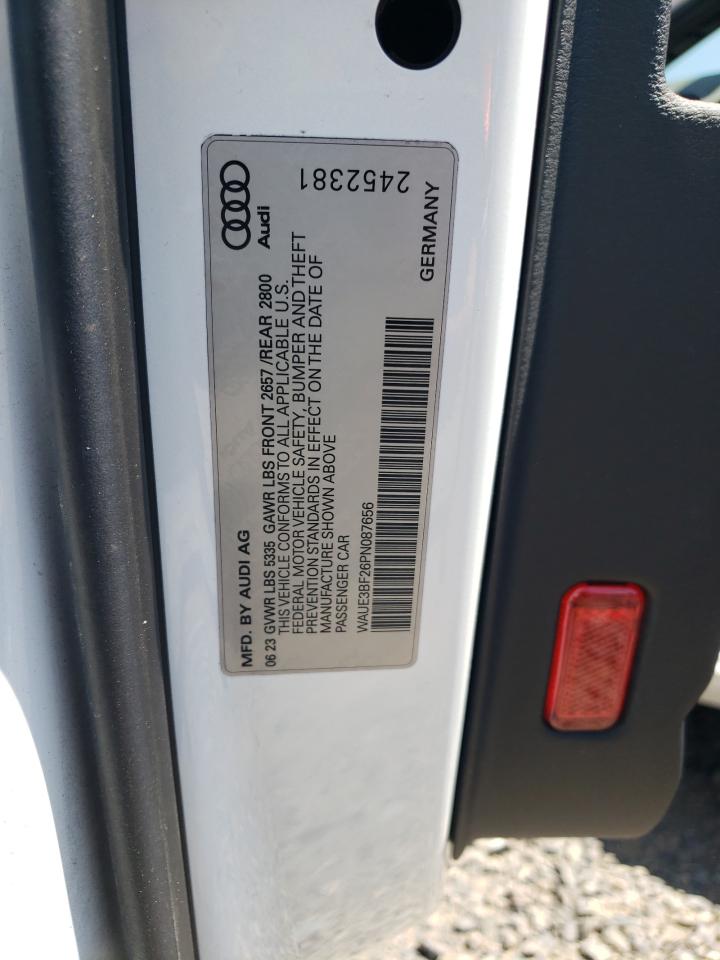 Audi
MFD. BY AUDI AG
06 23 GVWR LBS 5335 GAWR LBS FRONT 2657 /REAR 2800
THIS VEHICLE CONFORMS TO ALL APPLICABLE U.S.
FEDERAL MOTOR VEHICLE SAFETY, BUMPER AND THEFT
PREVENTION STANDARDS IN EFFECT ON THE DATE OF
MANUFACTURE SHOWN ABOVE
PASSENGER CAR
WAUE3BF26PN087656
GERMANY
2452381